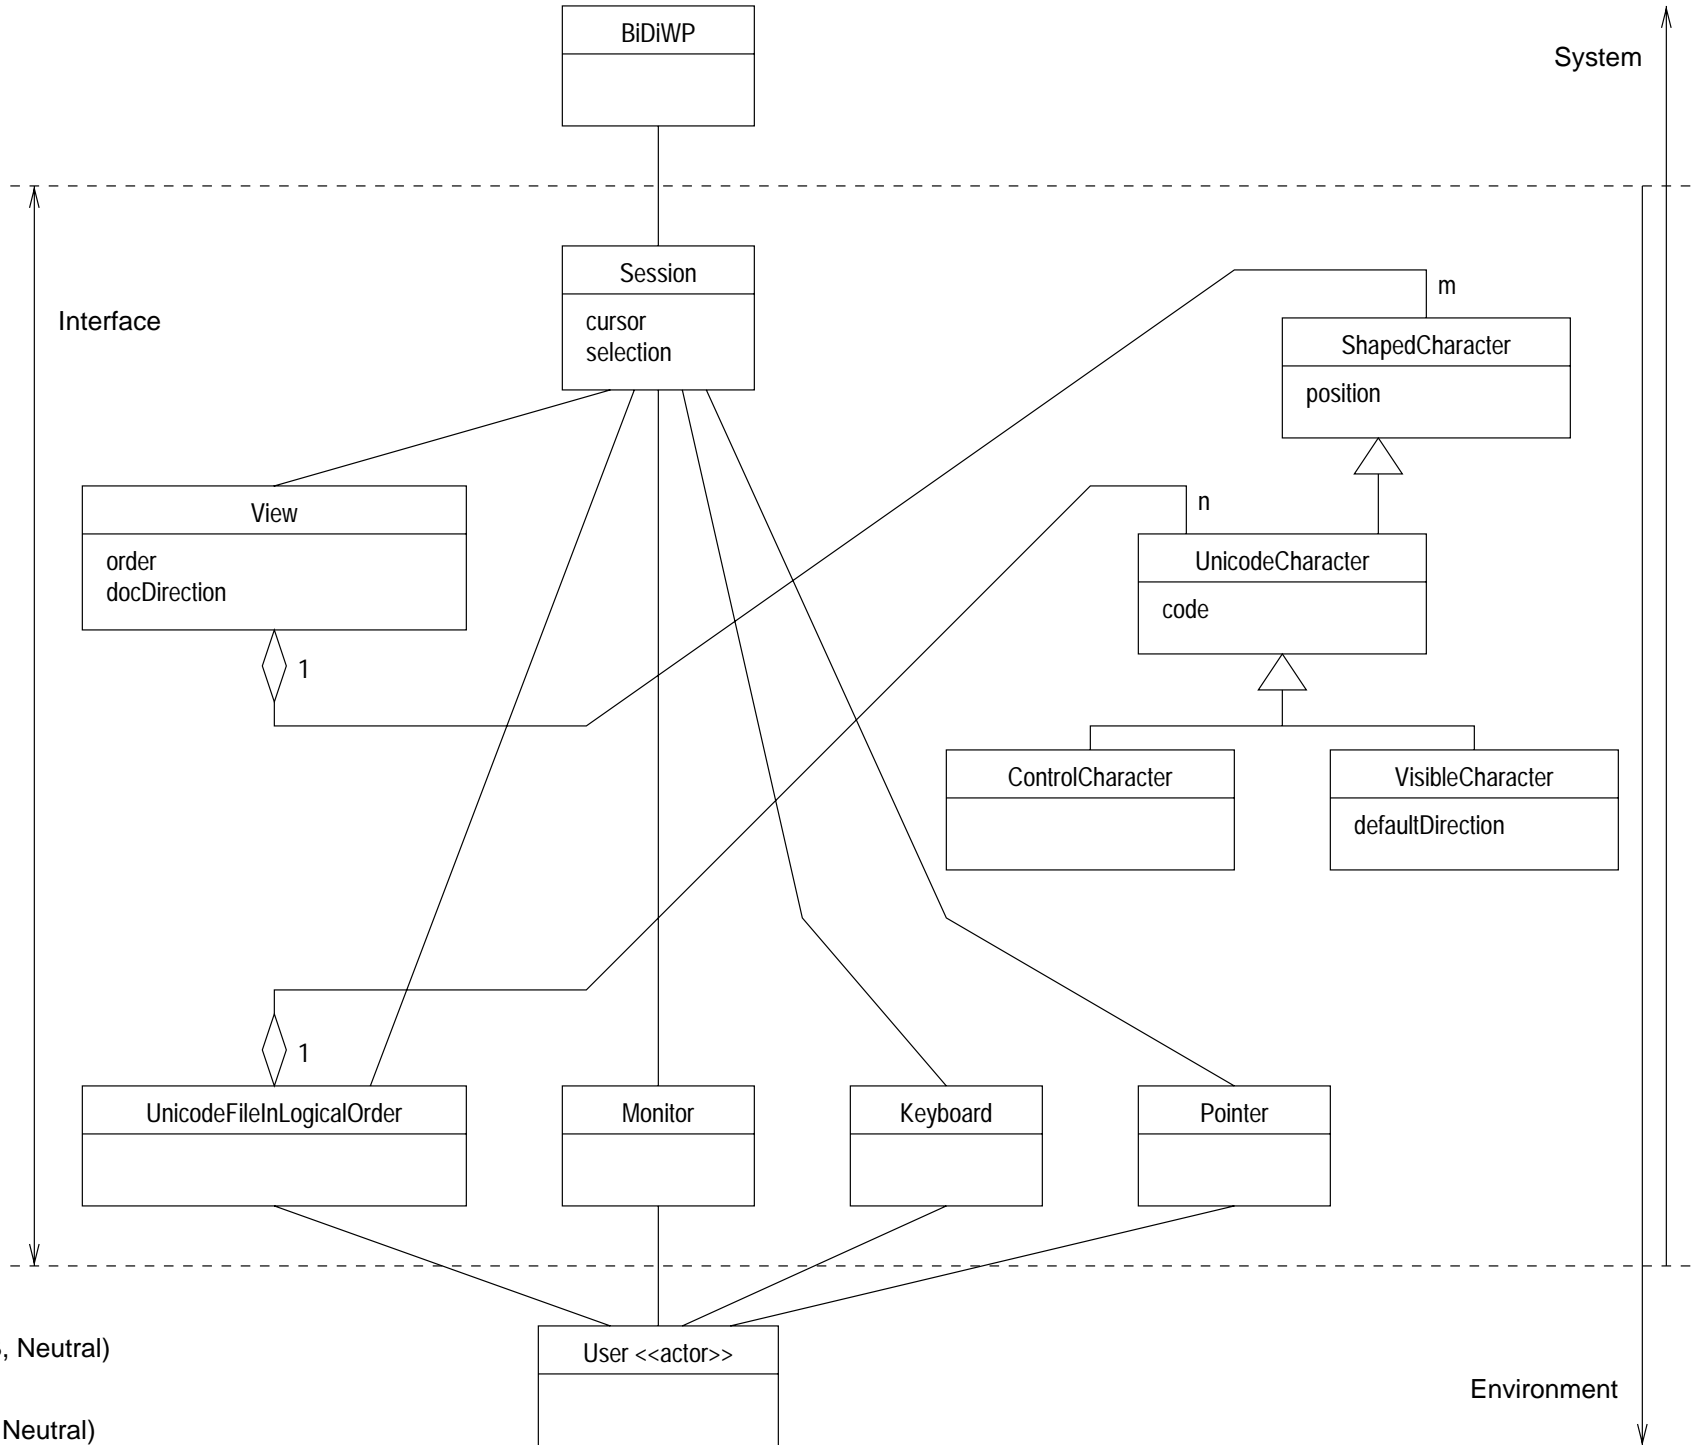 BiDiWP
System
Session
cursor
selection
Interface
m
ShapedCharacter
position
View
order
docDirection
n
UnicodeCharacter
code
1
ControlCharacter
VisibleCharacter
defaultDirection
1
UnicodeFileInLogicalOrder
Monitor
Keyboard
Pointer
, Neutral)
User <<actor>>
Environment
Neutral)